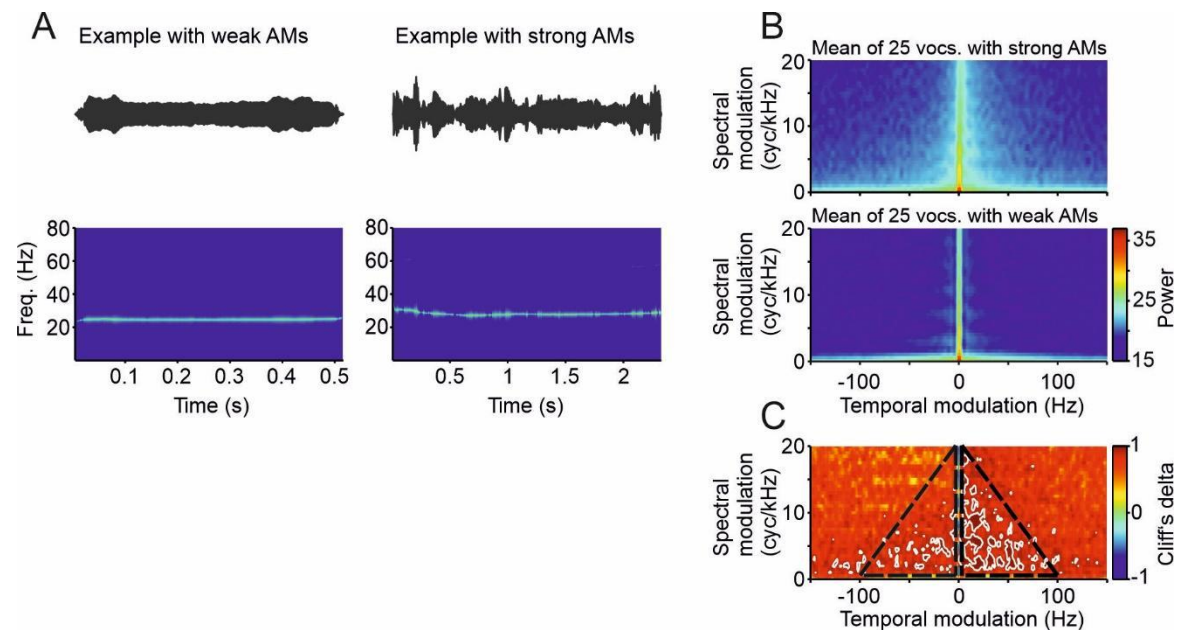 A
Example with weak AMs
Example with strong AMs
80
60
40
20
Freq. (Hz)
0.1 0.2 0.3 0.4 0.5
Time (s)
80
60
40
20
0.5 1 1.5 2
Time (s)
B
Mean of 25 vocs. with strong AMs
20
10
0
Spectral
modulation
(cyc/kHz)
Mean of 25 vocs. with weak AMs
20
10
0
Spectral
modulation
(cyc/kHz)
-100 0 100
Temporal modulation (Hz)
35
25
15
Power
C
20
10
0
Spectral
modulation
(cyc/kHz)
-100 0 100
Temporal modulation (Hz)
1
0
-1
Cliff's delta